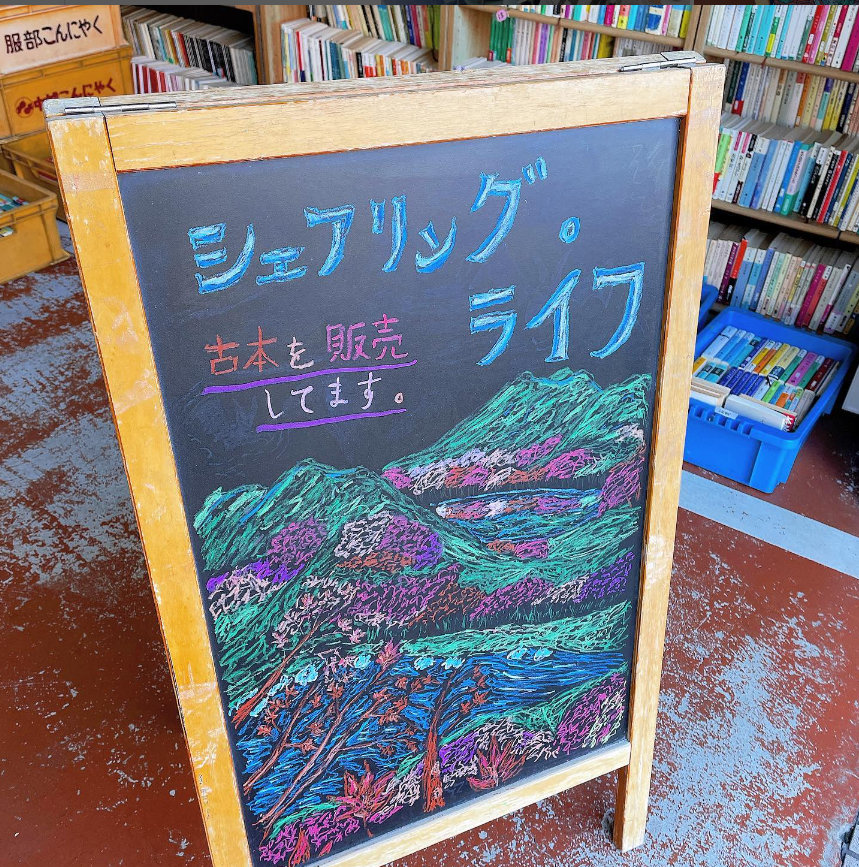 服部こんにゃく
シェアリング。
ライフ
古本を販売
してます。